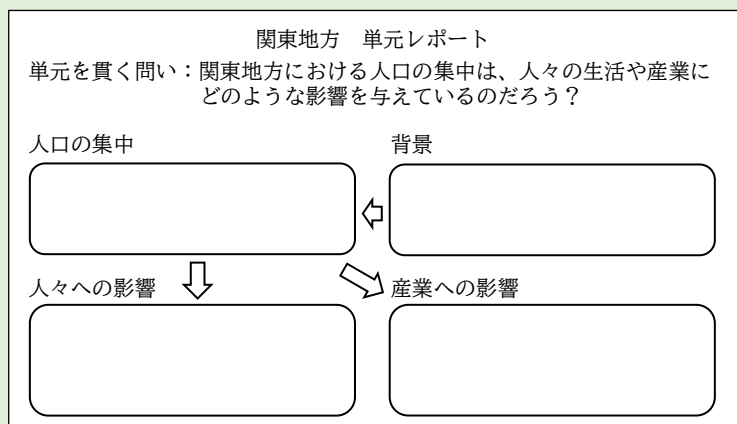 関東地方　単元レポート
単元を貫く問い：関東地方における人口の集中は、人々の生活や産業に
どのような影響を与えているのだろう？
人口の集中
背景
人々への影響
産業への影響